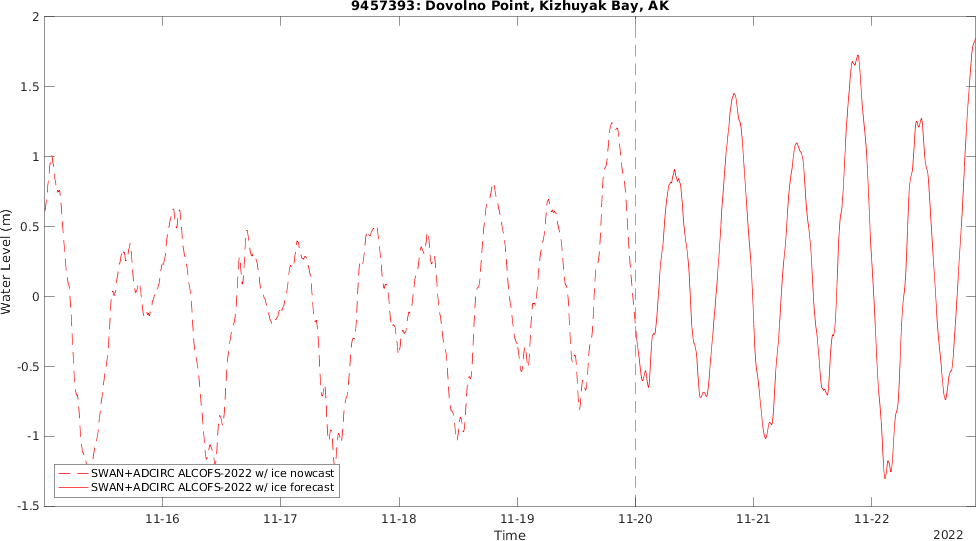 9457393: Dovolno Point, Kizhuyak Bay, AK
Water Level (m)
2
1.5
1
0.5
0
-0.5
-1
-1.5
SWAN+ADCIRC ALCOFS-2022 w/ ice nowcast
SWAN+ADCIRC ALCOFS-2022 w/ ice forecast
11-16 11-17 11-18 11-19 11-20 11-21 11-22
Time
2022